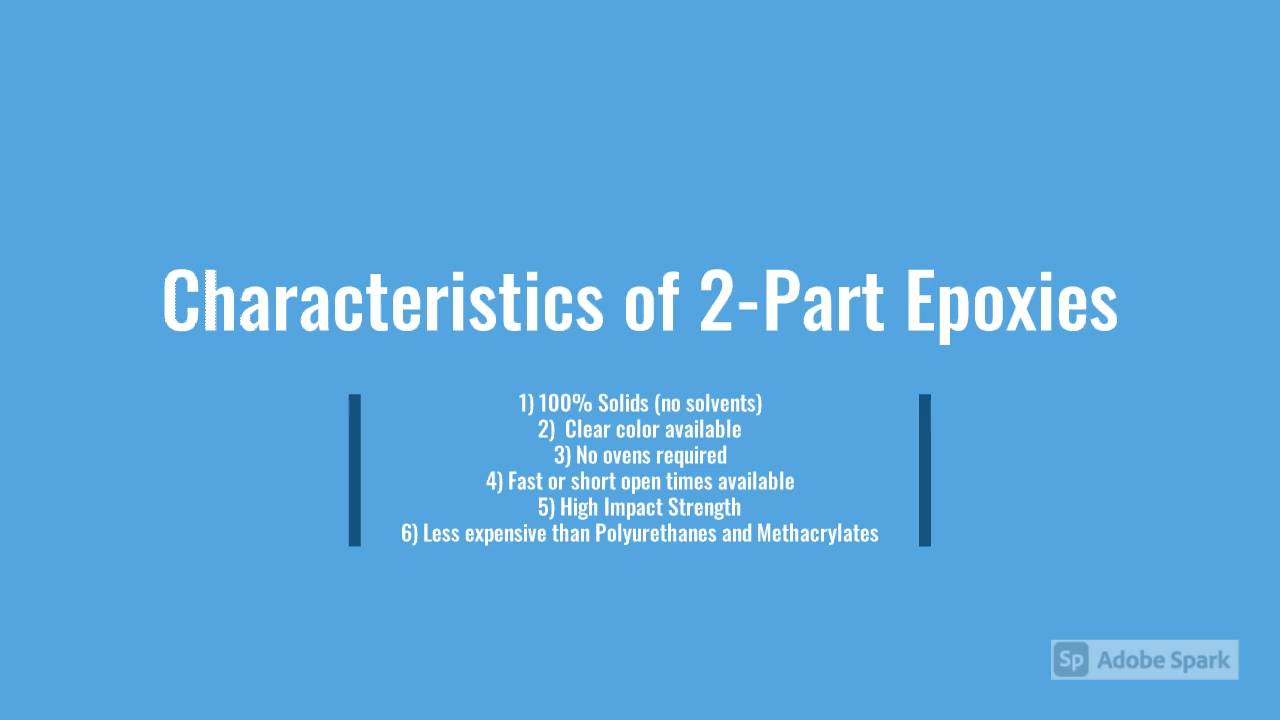 Characteristics of 2-Part Epoxies
1) 100% Solids (no solvents)
2)  Clear color available
3) No ovens required
4) Fast or short open times available
5) High Impact Strength
6) Less expensive than Polyurethanes and Methacrylates
Sp Adobe Spark